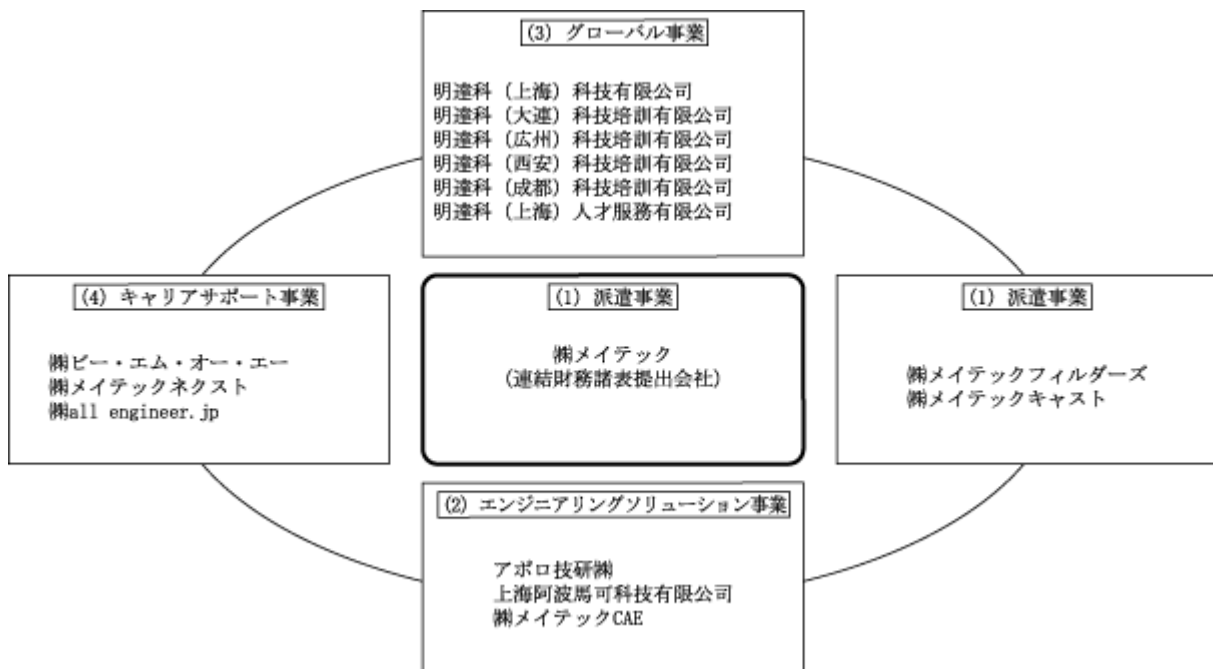 (3) グローバル事業
明達科（上海）科技有限公司
明達科（大連）科技培訓有限公司
明達科（広州）科技培訓有限公司
明達科（西安）科技培訓有限公司
明達科（成都）科技培訓有限公司
明達科（上海）人才服務有限公司
(4) キャリアサポート事業
㈱ビー・エム・オー・エー
㈱メイテックネクスト
㈱all engineer.jp
(1) 派遣事業
㈱メイテック
(連結財務諸表提出会社)
(1) 派遣事業
㈱メイテックフィルダーズ
㈱メイテックキャスト
(2) エンジニアリングソリューション事業
アポロ技研㈱
上海阿波馬可科技有限公司
㈱メイテックCAE